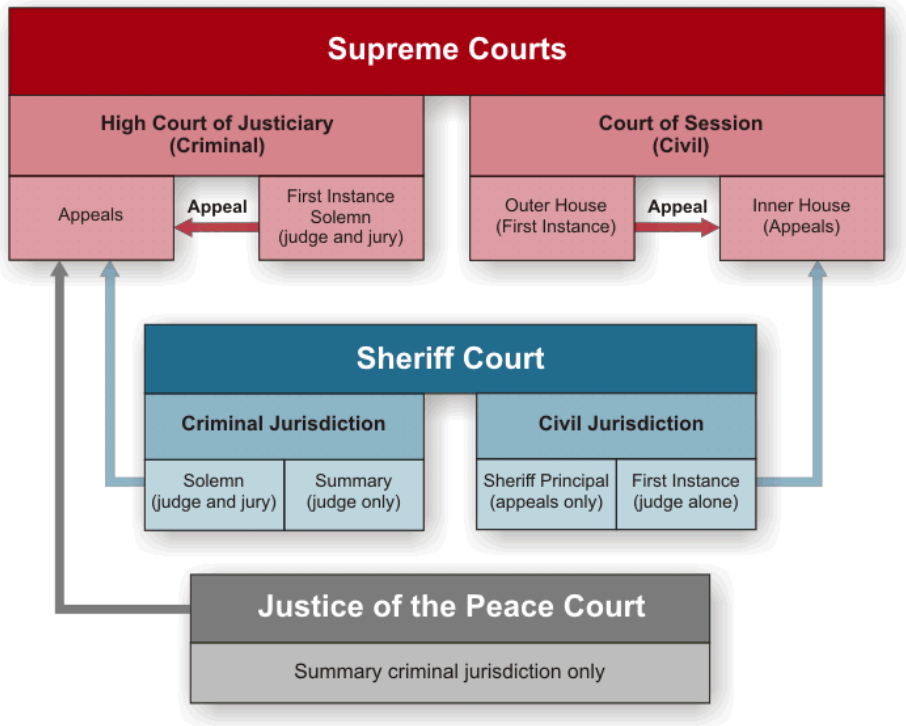 Supreme Courts
High Court of Justiciary
(Criminal)
Court of Session
(Civil)
Appeals
Appeal
First Instance
Solemn
(judge and jury)
Outer House
(First Instance)
Appeal
Inner House
(Appeals)
Sheriff Court
Criminal Jurisdiction
Civil Jurisdiction
Solemn
(judge and jury)
Summary
(judge only)
Sheriff Principal
(appeals only)
First Instance
(judge alone)
Justice of the Peace Court
Summary criminal jurisdiction only